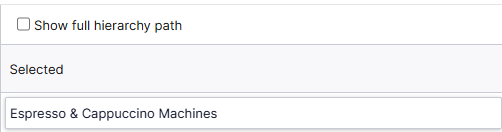 Show full hierarchy path
Selected
Espresso & Cappuccino Machines